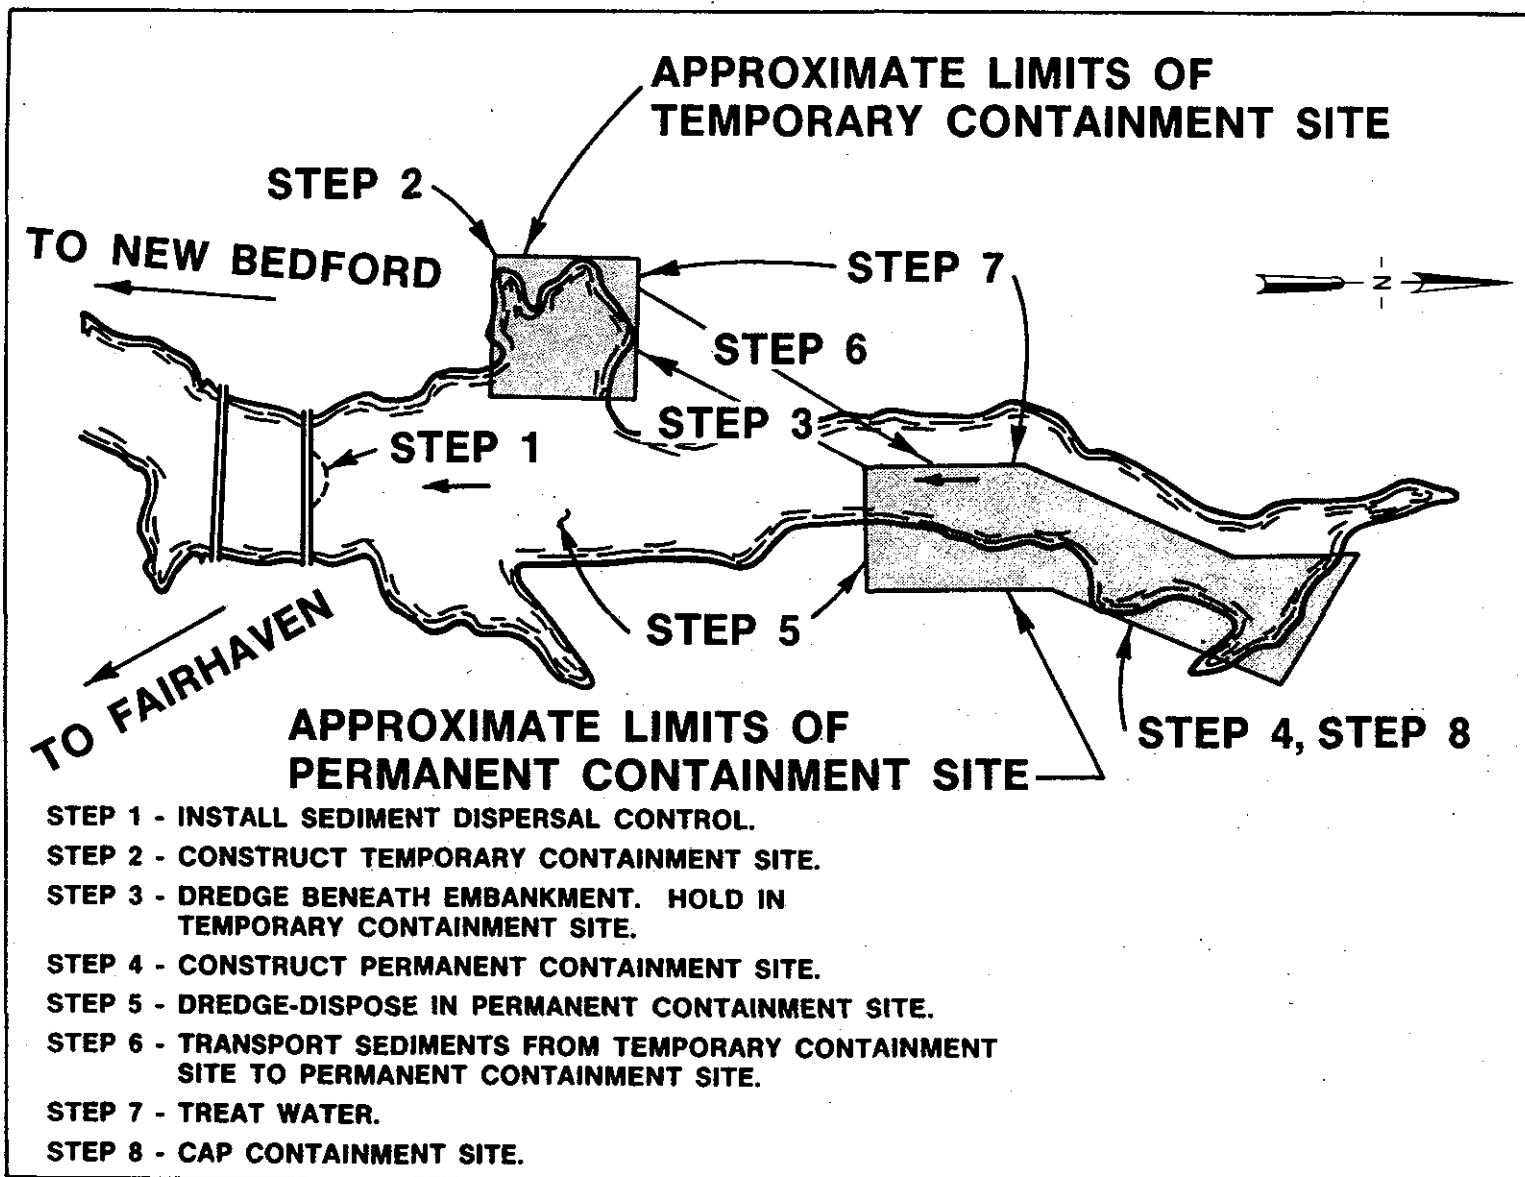 APPROXIMATE LIMITS OF
TEMPORARY CONTAINMENT SITE
STEP 2
TO NEW BEDFORD
STEP 7
N
STEP 6
STEP 3
STEP 1
STEP 5
TO FAIRHAVEN
APPROXIMATE LIMITS OF
PERMANENT CONTAINMENT SITE
STEP 4, STEP 8
STEP 1 - INSTALL SEDIMENT DISPERSAL CONTROL.
STEP 2 - CONSTRUCT TEMPORARY CONTAINMENT SITE.
STEP 3 - DREDGE BENEATH EMBANKMENT. HOLD IN
TEMPORARY CONTAINMENT SITE.
STEP 4 - CONSTRUCT PERMANENT CONTAINMENT SITE.
STEP 5 - DREDGE-DISPOSE IN PERMANENT CONTAINMENT SITE.
STEP 6 - TRANSPORT SEDIMENTS FROM TEMPORARY CONTAINMENT
SITE TO PERMANENT CONTAINMENT SITE.
STEP 7 - TREAT WATER.
STEP 8 - CAP CONTAINMENT SITE.